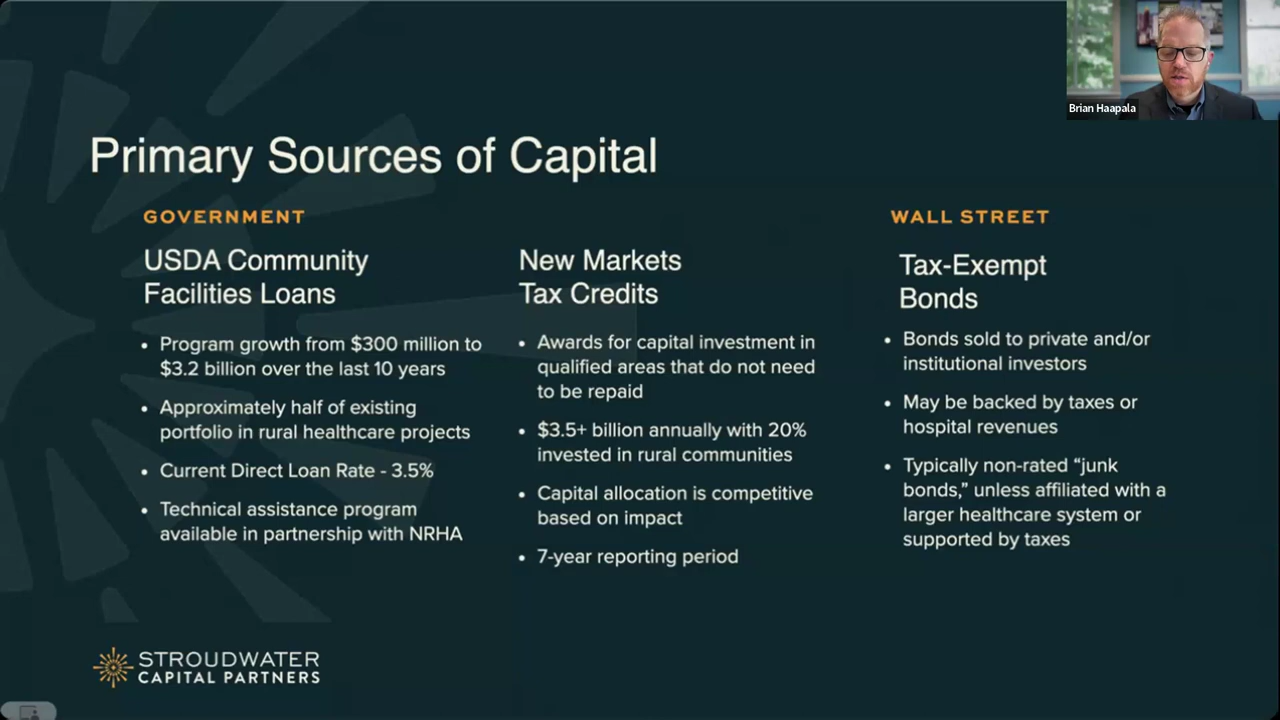 Brian Haapala
Primary Sources of Capital
GOVERNMENT
USDA Community
Facilities Loans
• Program growth from $300 million to
$3.2 billion over the last 10 years
• Approximately half of existing
portfolio in rural healthcare projects
• Current Direct Loan Rate - 3.5%
• Technical assistance program
available in partnership with NRHA
New Markets
Tax Credits
• Awards for capital investment in
qualified areas that do not need
to be repaid
• $3.5+ billion annually with 20%
invested in rural communities
• Capital allocation is competitive
based on impact
• 7-year reporting period
WALL STREET
Tax-Exempt
Bonds
• Bonds sold to private and/or
institutional investors
• May be backed by taxes or
hospital revenues
• Typically non-rated “junk
bonds,” unless affiliated with a
larger healthcare system or
supported by taxes
STROUDWATER
CAPITAL PARTNERS